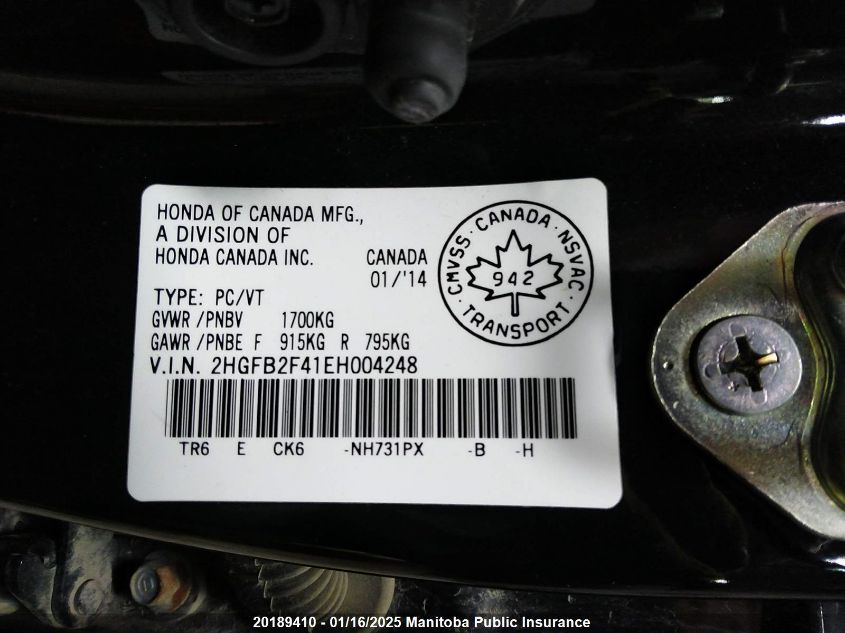 HONDA OF CANADA MFG.,
A DIVISION OF
HONDA CANADA INC. CANADA
01/'14
CMVSS · CANADA · NSVAC · TRANSPORT ·
942
TYPE: PC/VT
GVWR /PNBV 1700KG
GAWR /PNBE F 915KG R 795KG
V.I.N. 2HGFB2F41EH004248
TR6 E CK6 -NH731PX -B -H
20189410 - 01/16/2025 Manitoba Public Insurance